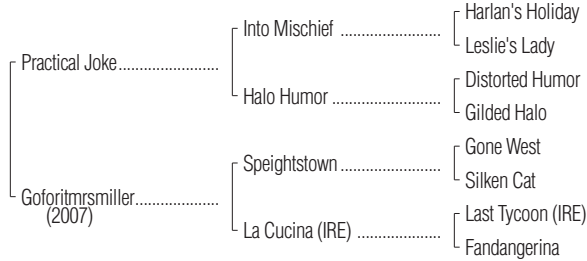 Harlan's Holiday
Into Mischief ........................
Leslie's Lady
Practical Joke........................
Distorted Humor
Halo Humor ..........................
Gilded Halo
Gone West
Speightstown ........................
Silken Cat
Goforitmrsmiller....................
(2007)
Last Tycoon (IRE)
La Cucina (IRE) ....................
Fandangerina